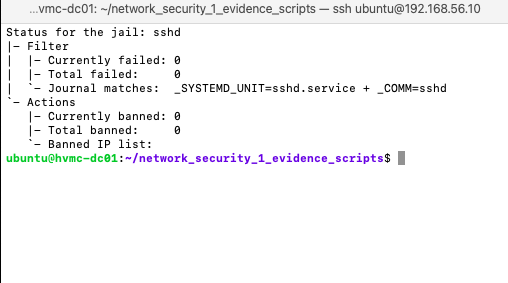 ...vmc-dc01: ~/network_security_1_evidence_scripts — ssh ubuntu@192.168.56.10
Status for the jail: sshd
|- Filter
|  |- Currently failed: 0
|  |- Total failed:     0
|  `- Journal matches:  _SYSTEMD_UNIT=sshd.service + _COMM=sshd
`- Actions
   |- Currently banned: 0
   |- Total banned:     0
   `- Banned IP list:
ubuntu@hvmc-dc01:~/network_security_1_evidence_scripts$